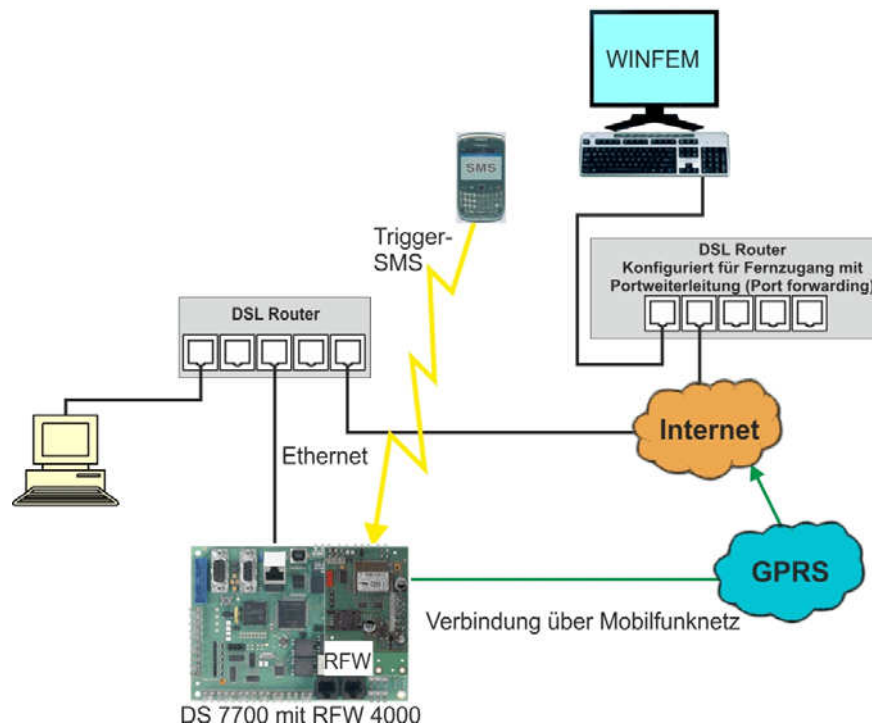 WINFEM
SMS
Trigger-
SMS
DSL Router
Konfiguriert für Fernzugang mit
Portweiterleitung (Port forwarding)
DSL Router
Internet
Ethernet
GPRS
Verbindung über Mobilfunknetz
RFW
DS 7700 mit RFW 4000